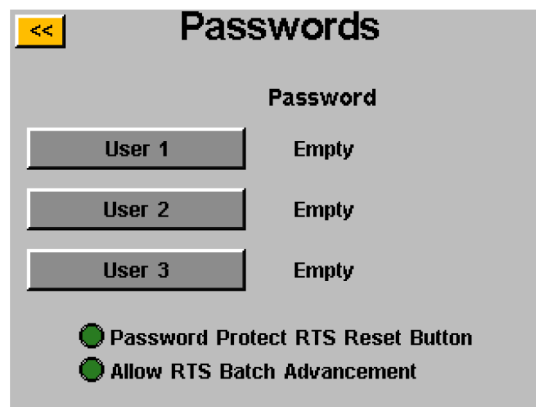 << Passwords
Password
User 1 Empty
User 2 Empty
User 3 Empty
Password Protect RTS Reset Button
Allow RTS Batch Advancement